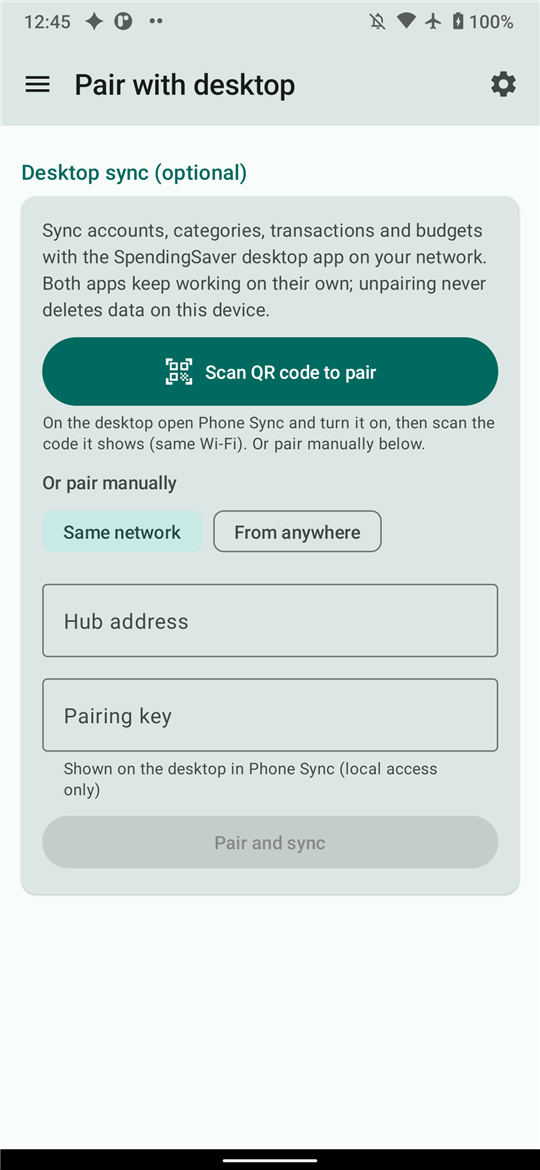 12:45
100%
Pair with desktop
Desktop sync (optional)
Sync accounts, categories, transactions and budgets
with the SpendingSaver desktop app on your network.
Both apps keep working on their own; unpairing never
deletes data on this device.
Scan QR code to pair
On the desktop open Phone Sync and turn it on, then scan the
code it shows (same Wi-Fi). Or pair manually below.
Or pair manually
Same network
From anywhere
Hub address
Pairing key
Shown on the desktop in Phone Sync (local access
only)
Pair and sync